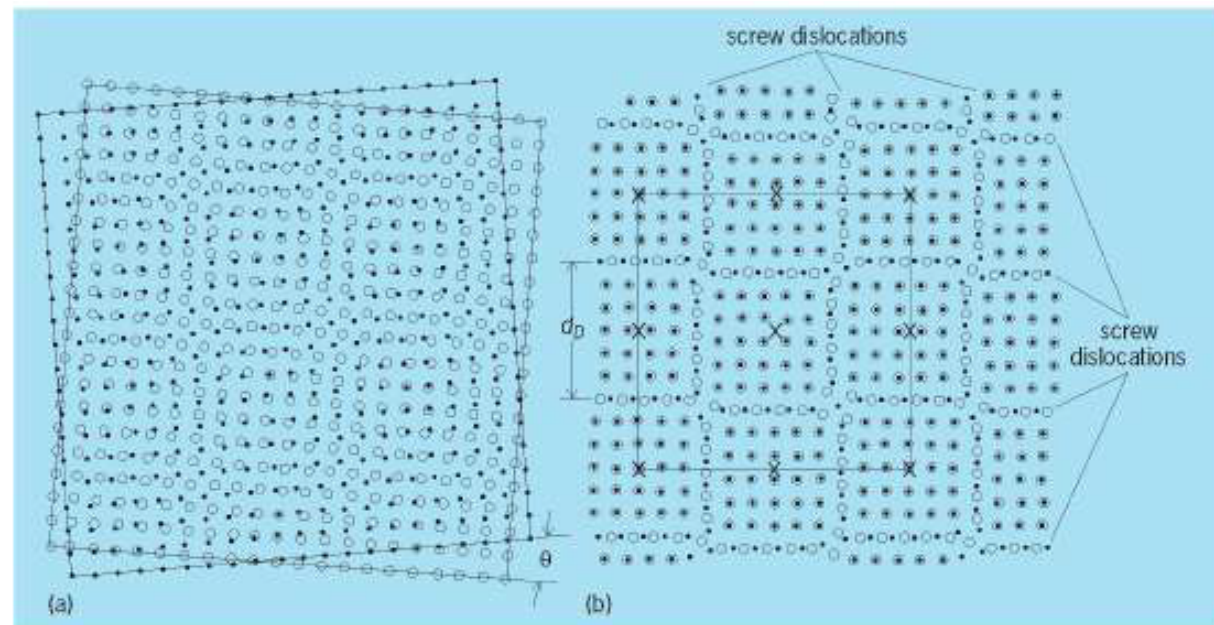 screw dislocations
d_D
screw
dislocations
θ
(a)
(b)